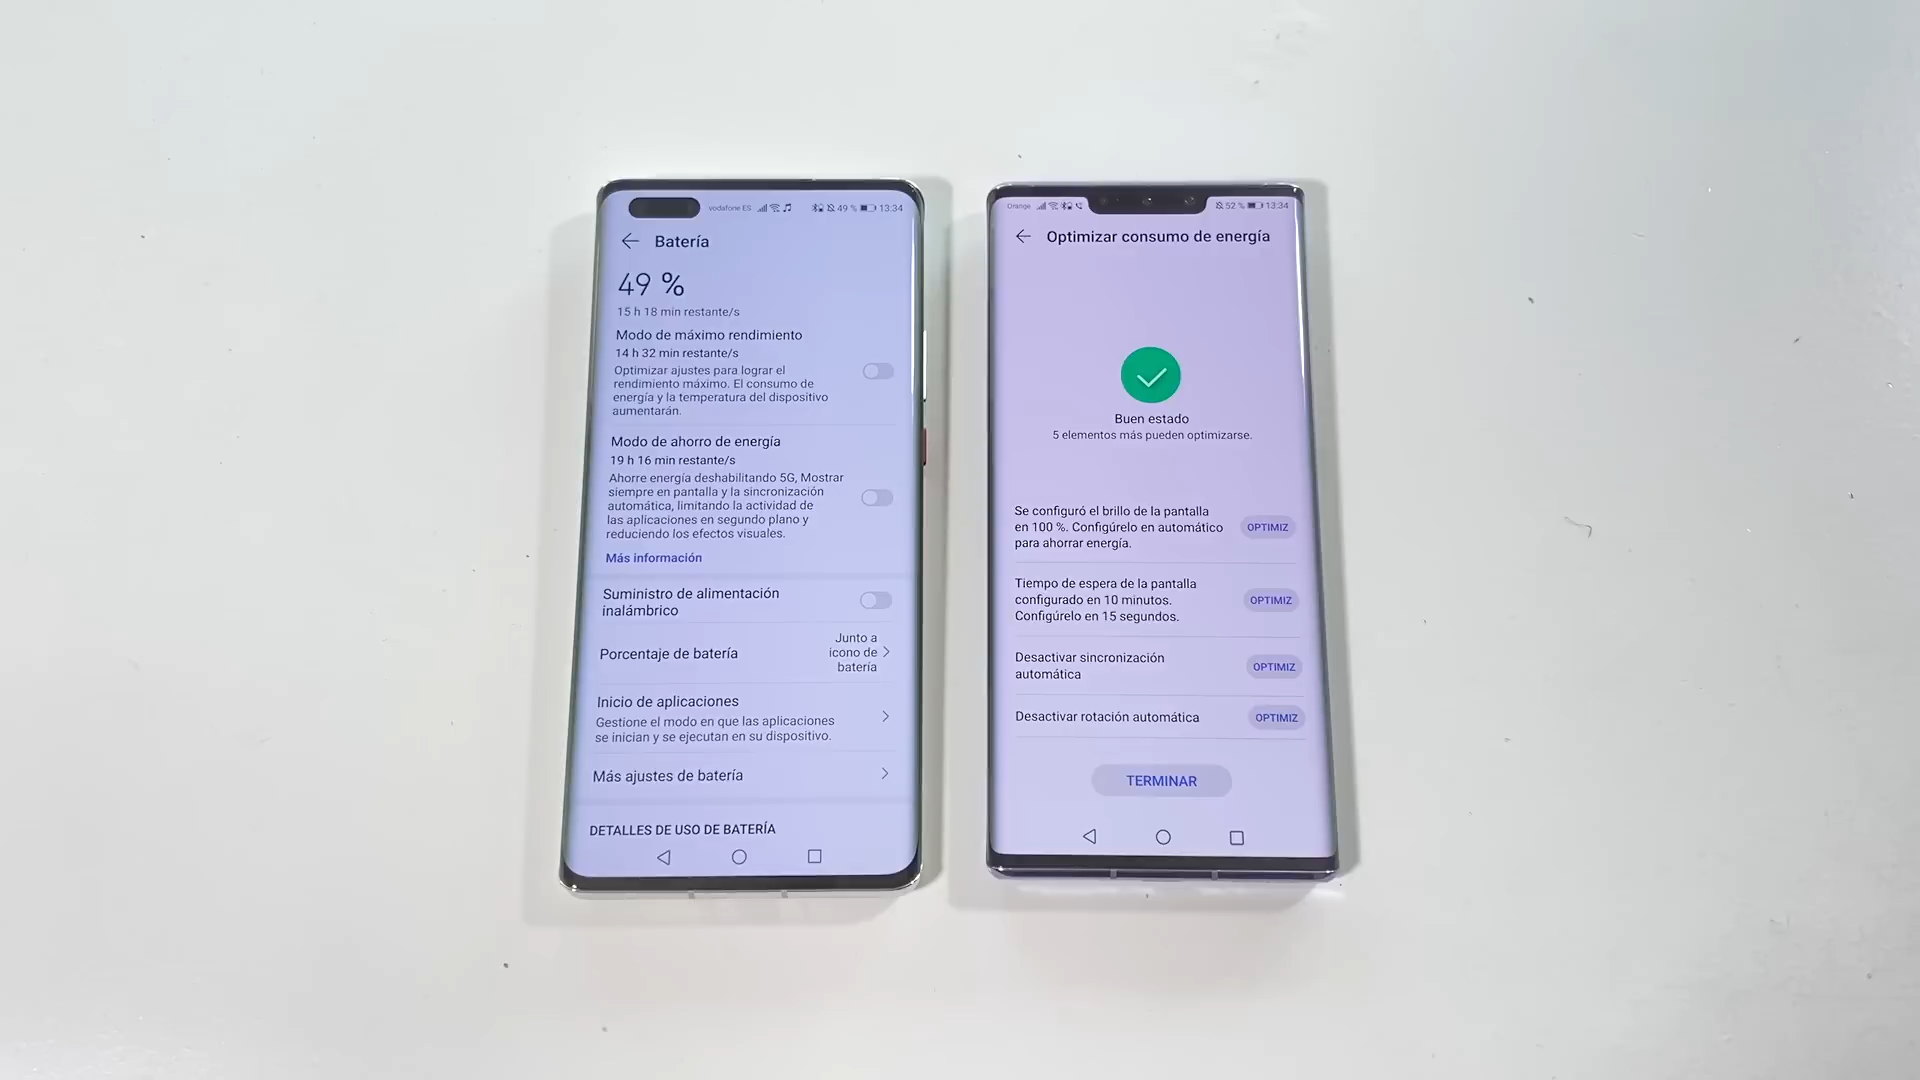 vodafone ES
49 %
13:34
Batería
49 %
15 h 18 min restante/s
Modo de máximo rendimiento
14 h 32 min restante/s
Optimizar ajustes para lograr el
rendimiento máximo. El consumo de
energía y la temperatura del dispositivo
aumentarán.
Modo de ahorro de energía
19 h 16 min restante/s
Ahorre energía deshabilitando 5G, Mostrar
siempre en pantalla y la sincronización
automática, limitando la actividad de
las aplicaciones en segundo plano y
reduciendo los efectos visuales.
Más información
Suministro de alimentación
inalámbrico
Porcentaje de batería
Junto a
icono de
batería
Inicio de aplicaciones
Gestione el modo en que las aplicaciones
se inician y se ejecutan en su dispositivo.
Más ajustes de batería
DETALLES DE USO DE BATERÍA
Orange
52 %
13:34
Optimizar consumo de energía
Buen estado
5 elementos más pueden optimizarse.
Se configuró el brillo de la pantalla
en 100 %. Configúrelo en automático
para ahorrar energía.
OPTIMIZ
Tiempo de espera de la pantalla
configurado en 10 minutos.
Configúrelo en 15 segundos.
OPTIMIZ
Desactivar sincronización
automática
OPTIMIZ
Desactivar rotación automática
OPTIMIZ
TERMINAR